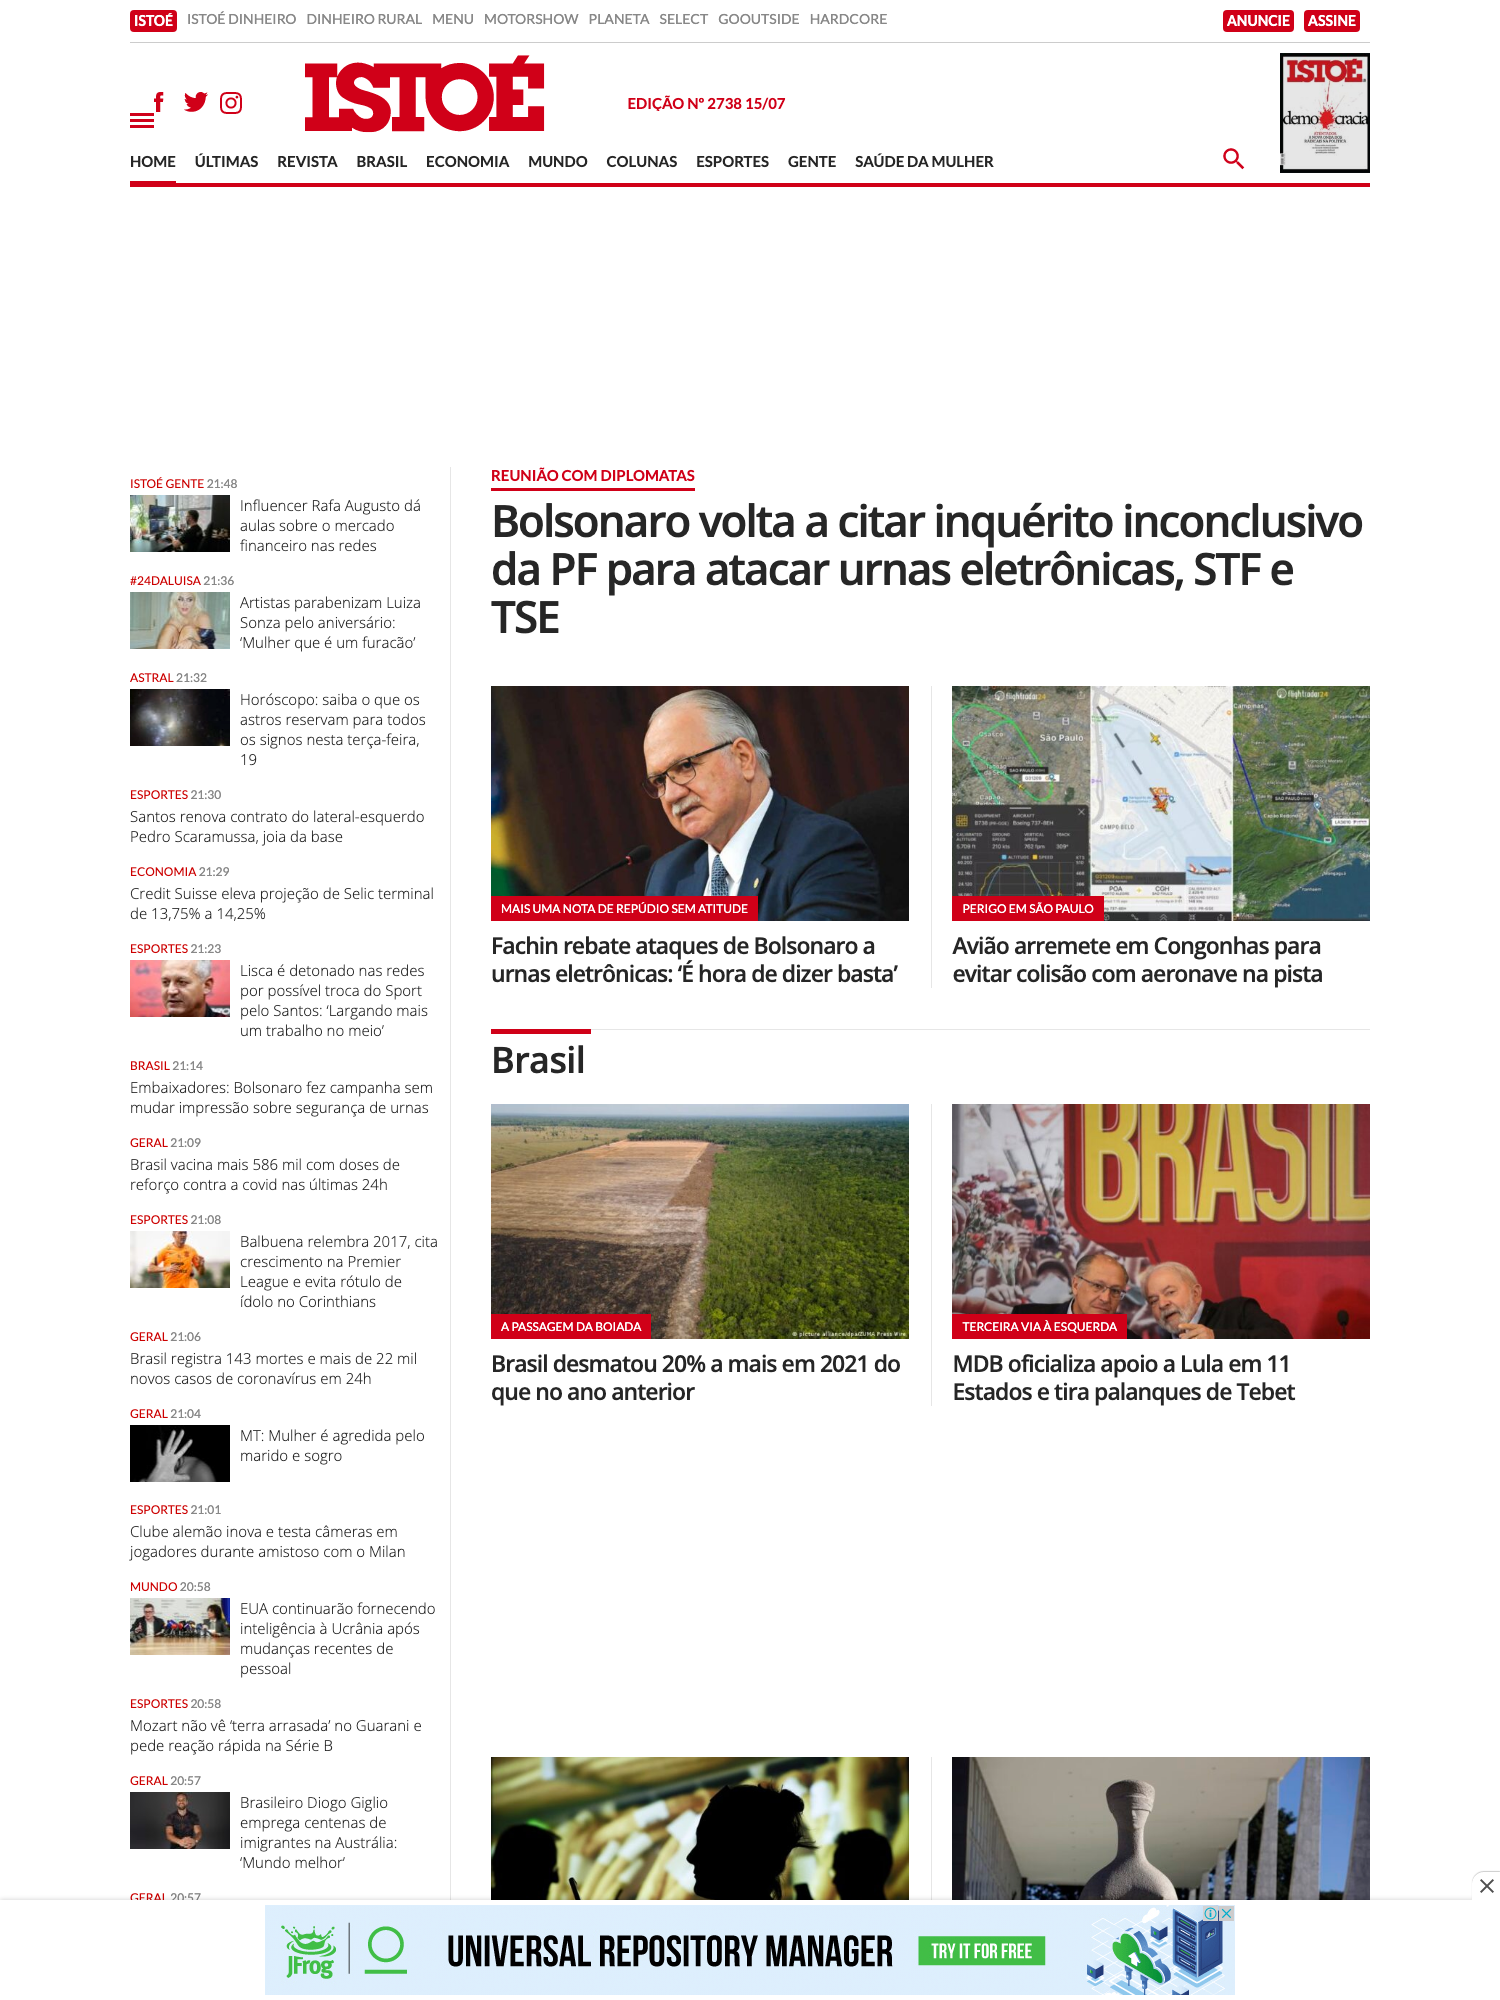 ISTOÉ ISTOÉ DINHEIRO DINHEIRO RURAL MENU MOTORSHOW PLANETA SELECT GOOUTSIDE HARDCORE ANUNCIE ASSINE
ISTOÉ
EDIÇÃO Nº 2738 15/07
ISTOÉ
democracia
HOME ÚLTIMAS REVISTA BRASIL ECONOMIA MUNDO COLUNAS ESPORTES GENTE SAÚDE DA MULHER
ISTOÉ GENTE 21:48
Influencer Rafa Augusto dá
aulas sobre o mercado
financeiro nas redes
#24DALUISA 21:36
Artistas parabenizam Luiza
Sonza pelo aniversário:
‘Mulher que é um furacão’
ASTRAL 21:32
Horóscopo: saiba o que os
astros reservam para todos
os signos nesta terça-feira,
19
ESPORTES 21:30
Santos renova contrato do lateral-esquerdo
Pedro Scaramussa, joia da base
ECONOMIA 21:29
Credit Suisse eleva projeção de Selic terminal
de 13,75% a 14,25%
ESPORTES 21:23
Lisca é detonado nas redes
por possível troca do Sport
pelo Santos: ‘Largando mais
um trabalho no meio’
BRASIL 21:14
Embaixadores: Bolsonaro fez campanha sem
mudar impressão sobre segurança de urnas
GERAL 21:09
Brasil vacina mais 586 mil com doses de
reforço contra a covid nas últimas 24h
ESPORTES 21:08
Balbuena relembra 2017, cita
crescimento na Premier
League e evita rótulo de
ídolo no Corinthians
GERAL 21:06
Brasil registra 143 mortes e mais de 22 mil
novos casos de coronavírus em 24h
GERAL 21:04
MT: Mulher é agredida pelo
marido e sogro
ESPORTES 21:01
Clube alemão inova e testa câmeras em
jogadores durante amistoso com o Milan
MUNDO 20:58
EUA continuarão fornecendo
inteligência à Ucrânia após
mudanças recentes de
pessoal
ESPORTES 20:58
Mozart não vê ‘terra arrasada’ no Guarani e
pede reação rápida na Série B
GERAL 20:57
Brasileiro Diogo Giglio
emprega centenas de
imigrantes na Austrália:
‘Mundo melhor’
GERAL 20:57
REUNIÃO COM DIPLOMATAS
Bolsonaro volta a citar inquérito inconclusivo
da PF para atacar urnas eletrônicas, STF e
TSE
MAIS UMA NOTA DE REPÚDIO SEM ATITUDE
Fachin rebate ataques de Bolsonaro a
urnas eletrônicas: ‘É hora de dizer basta’
flightradar24
São Paulo
CAMPO BELO
POA CGH
flightradar24
PERIGO EM SÃO PAULO
Avião arremete em Congonhas para
evitar colisão com aeronave na pista
Brasil
© picture alliance/dpa/ZUMA Press Wire
A PASSAGEM DA BOIADA
Brasil desmatou 20% a mais em 2021 do
que no ano anterior
BRASIL
TERCEIRA VIA À ESQUERDA
MDB oficializa apoio a Lula em 11
Estados e tira palanques de Tebet
JFrog
UNIVERSAL REPOSITORY MANAGER
TRY IT FOR FREE